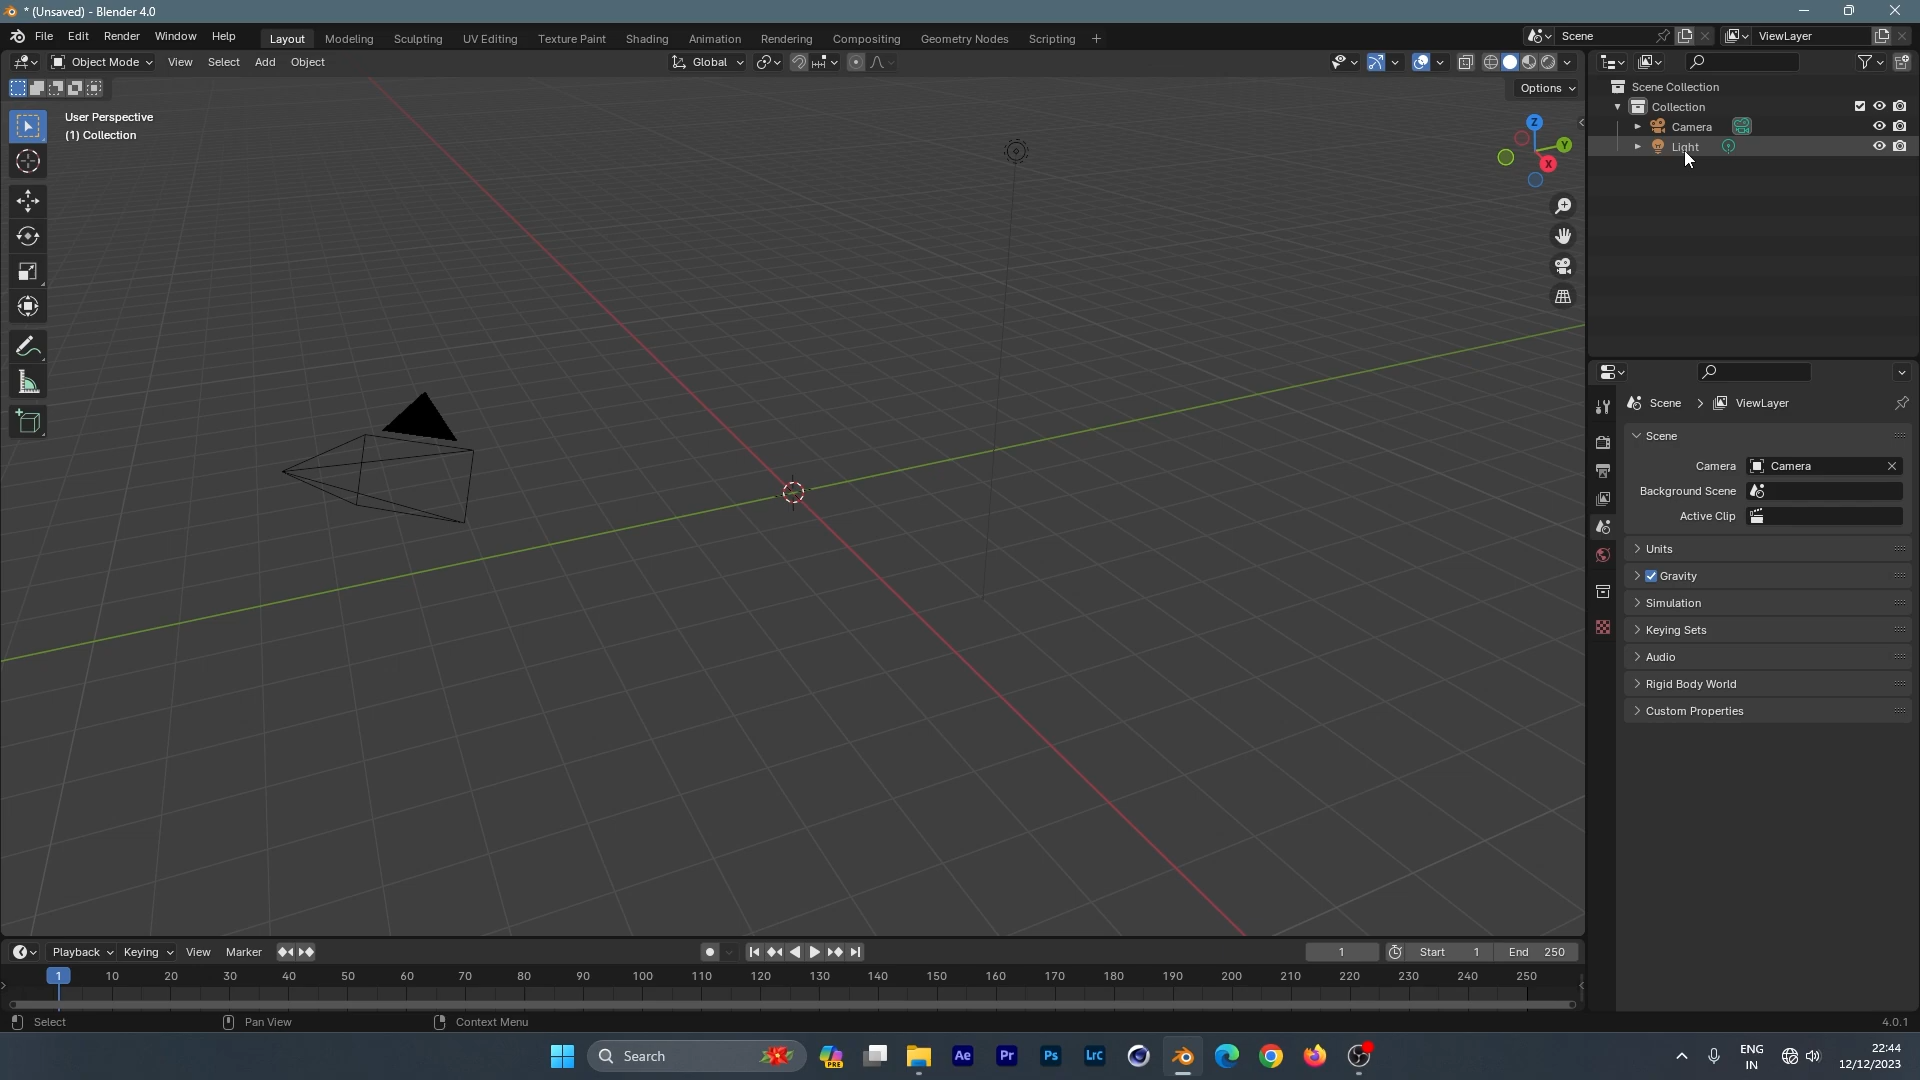 * (Unsaved) - Blender 4.0
File Edit Render Window Help Layout Modeling Sculpting UV Editing Texture Paint Shading Animation Rendering Compositing Geometry Nodes Scripting + Scene ViewLayer
Object Mode View Select Add Object Global
Options
User Perspective
(1) Collection
Z
Y
X
Scene Collection
Collection
Camera
Light
Scene > ViewLayer
Scene
Camera Camera
Background Scene
Active Clip
Units
Gravity
Simulation
Keying Sets
Audio
Rigid Body World
Custom Properties
Playback Keying View Marker 1 Start 1 End 250
1 10 20 30 40 50 60 70 80 90 100 110 120 130 140 150 160 170 180 190 200 210 220 230 240 250
Select Pan View Context Menu 4.0.1
Search PRE Ae Pr Ps LrC
ENG
IN
22:44
12/12/2023